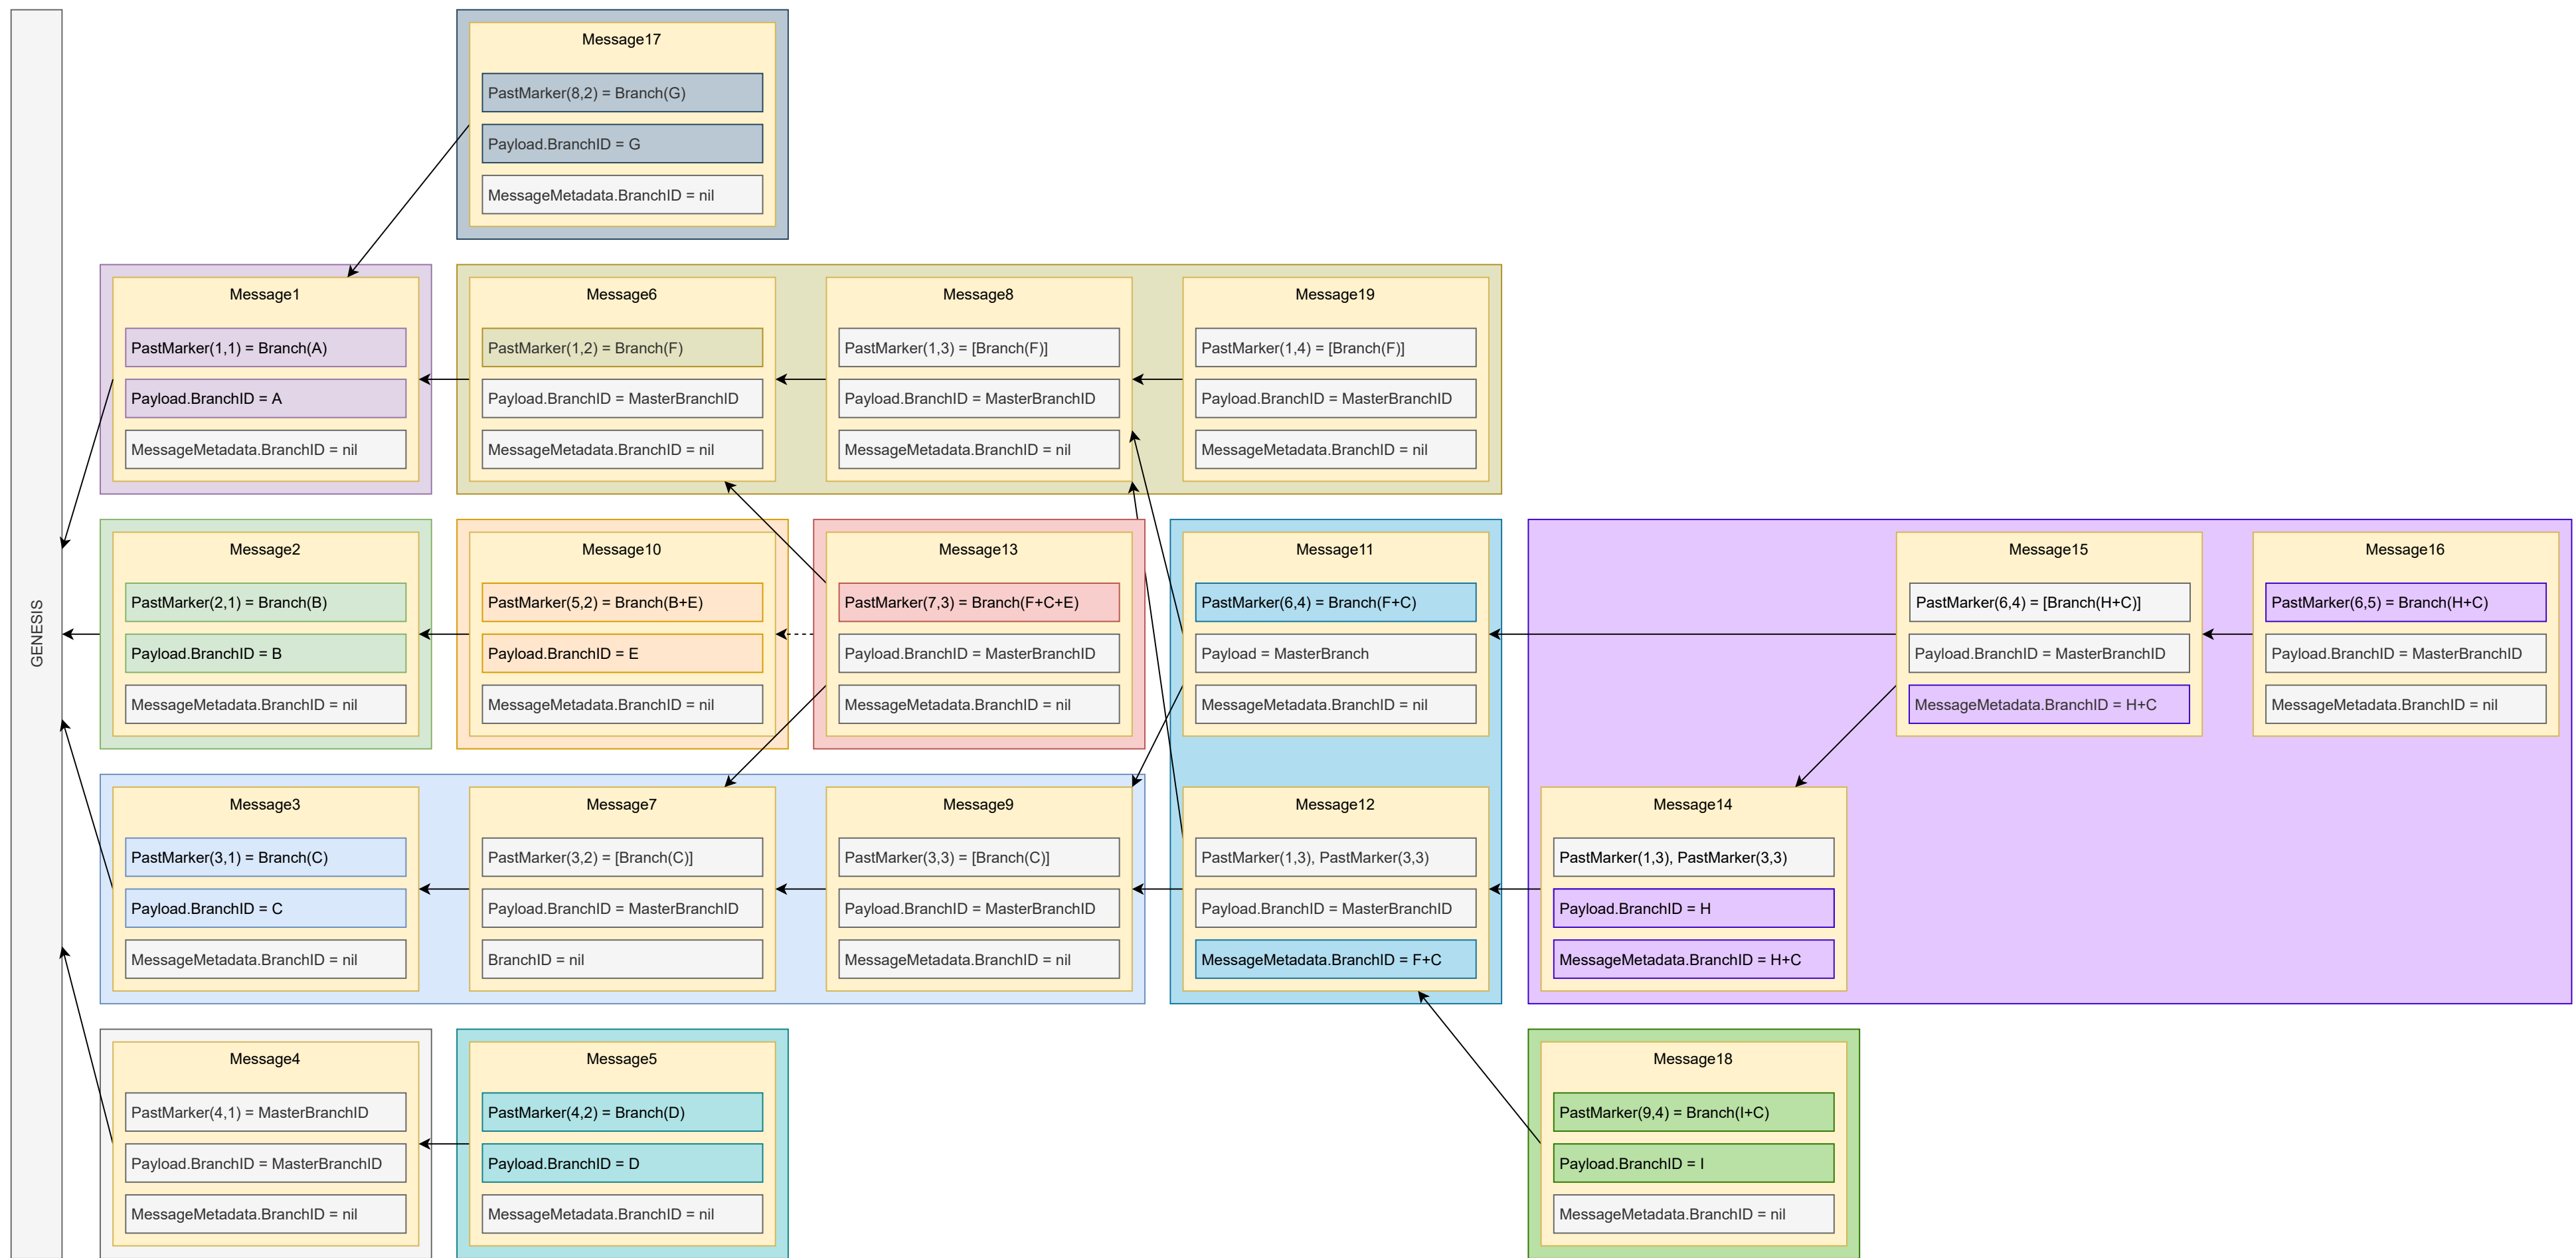 GENESIS
Message17
PastMarker(8,2) = Branch(G)
Payload.BranchID = G
MessageMetadata.BranchID = nil
Message1
PastMarker(1,1) = Branch(A)
Payload.BranchID = A
MessageMetadata.BranchID = nil
Message6
PastMarker(1,2) = Branch(F)
Payload.BranchID = MasterBranchID
MessageMetadata.BranchID = nil
Message8
PastMarker(1,3) = [Branch(F)]
Payload.BranchID = MasterBranchID
MessageMetadata.BranchID = nil
Message19
PastMarker(1,4) = [Branch(F)]
Payload.BranchID = MasterBranchID
MessageMetadata.BranchID = nil
Message2
PastMarker(2,1) = Branch(B)
Payload.BranchID = B
MessageMetadata.BranchID = nil
Message10
PastMarker(5,2) = Branch(B+E)
Payload.BranchID = E
MessageMetadata.BranchID = nil
Message13
PastMarker(7,3) = Branch(F+C+E)
Payload.BranchID = MasterBranchID
MessageMetadata.BranchID = nil
Message11
PastMarker(6,4) = Branch(F+C)
Payload = MasterBranch
MessageMetadata.BranchID = nil
Message15
PastMarker(6,4) = [Branch(H+C)]
Payload.BranchID = MasterBranchID
MessageMetadata.BranchID = H+C
Message16
PastMarker(6,5) = Branch(H+C)
Payload.BranchID = MasterBranchID
MessageMetadata.BranchID = nil
Message3
PastMarker(3,1) = Branch(C)
Payload.BranchID = C
MessageMetadata.BranchID = nil
Message7
PastMarker(3,2) = [Branch(C)]
Payload.BranchID = MasterBranchID
BranchID = nil
Message9
PastMarker(3,3) = [Branch(C)]
Payload.BranchID = MasterBranchID
MessageMetadata.BranchID = nil
Message12
PastMarker(1,3), PastMarker(3,3)
Payload.BranchID = MasterBranchID
MessageMetadata.BranchID = F+C
Message14
PastMarker(1,3), PastMarker(3,3)
Payload.BranchID = H
MessageMetadata.BranchID = H+C
Message4
PastMarker(4,1) = MasterBranchID
Payload.BranchID = MasterBranchID
MessageMetadata.BranchID = nil
Message5
PastMarker(4,2) = Branch(D)
Payload.BranchID = D
MessageMetadata.BranchID = nil
Message18
PastMarker(9,4) = Branch(I+C)
Payload.BranchID = I
MessageMetadata.BranchID = nil